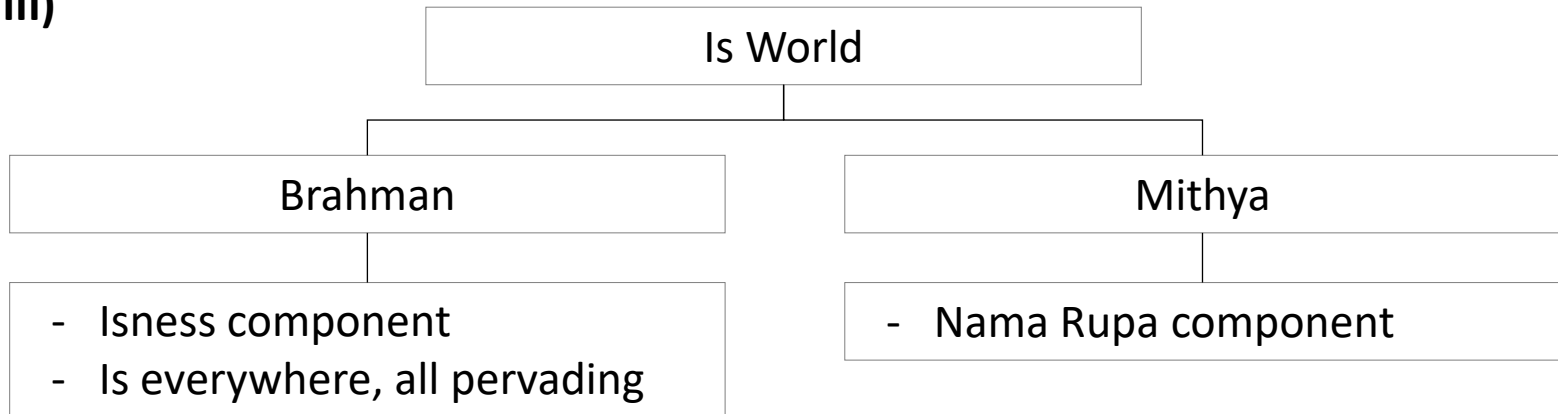 III)
Is World
Brahman
Mithya
- Isness component
- Is everywhere, all pervading
- Nama Rupa component